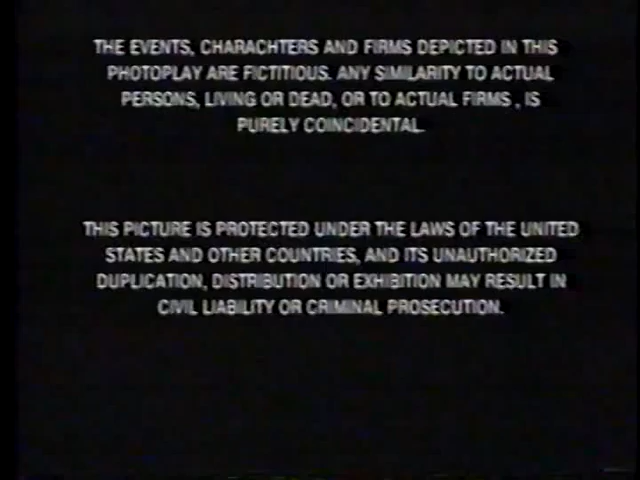 THE EVENTS, CHARACHTERS AND FIRMS DEPICTED IN THIS
PHOTOPLAY ARE FICTITIOUS. ANY SIMILARITY TO ACTUAL
PERSONS, LIVING OR DEAD, OR TO ACTUAL FIRMS , IS
PURELY COINCIDENTAL.
THIS PICTURE IS PROTECTED UNDER THE LAWS OF THE UNITED
STATES AND OTHER COUNTRIES, AND ITS UNAUTHORIZED
DUPLICATION, DISTRIBUTION OR EXHIBITION MAY RESULT IN
CIVIL LIABILITY OR CRIMINAL PROSECUTION.